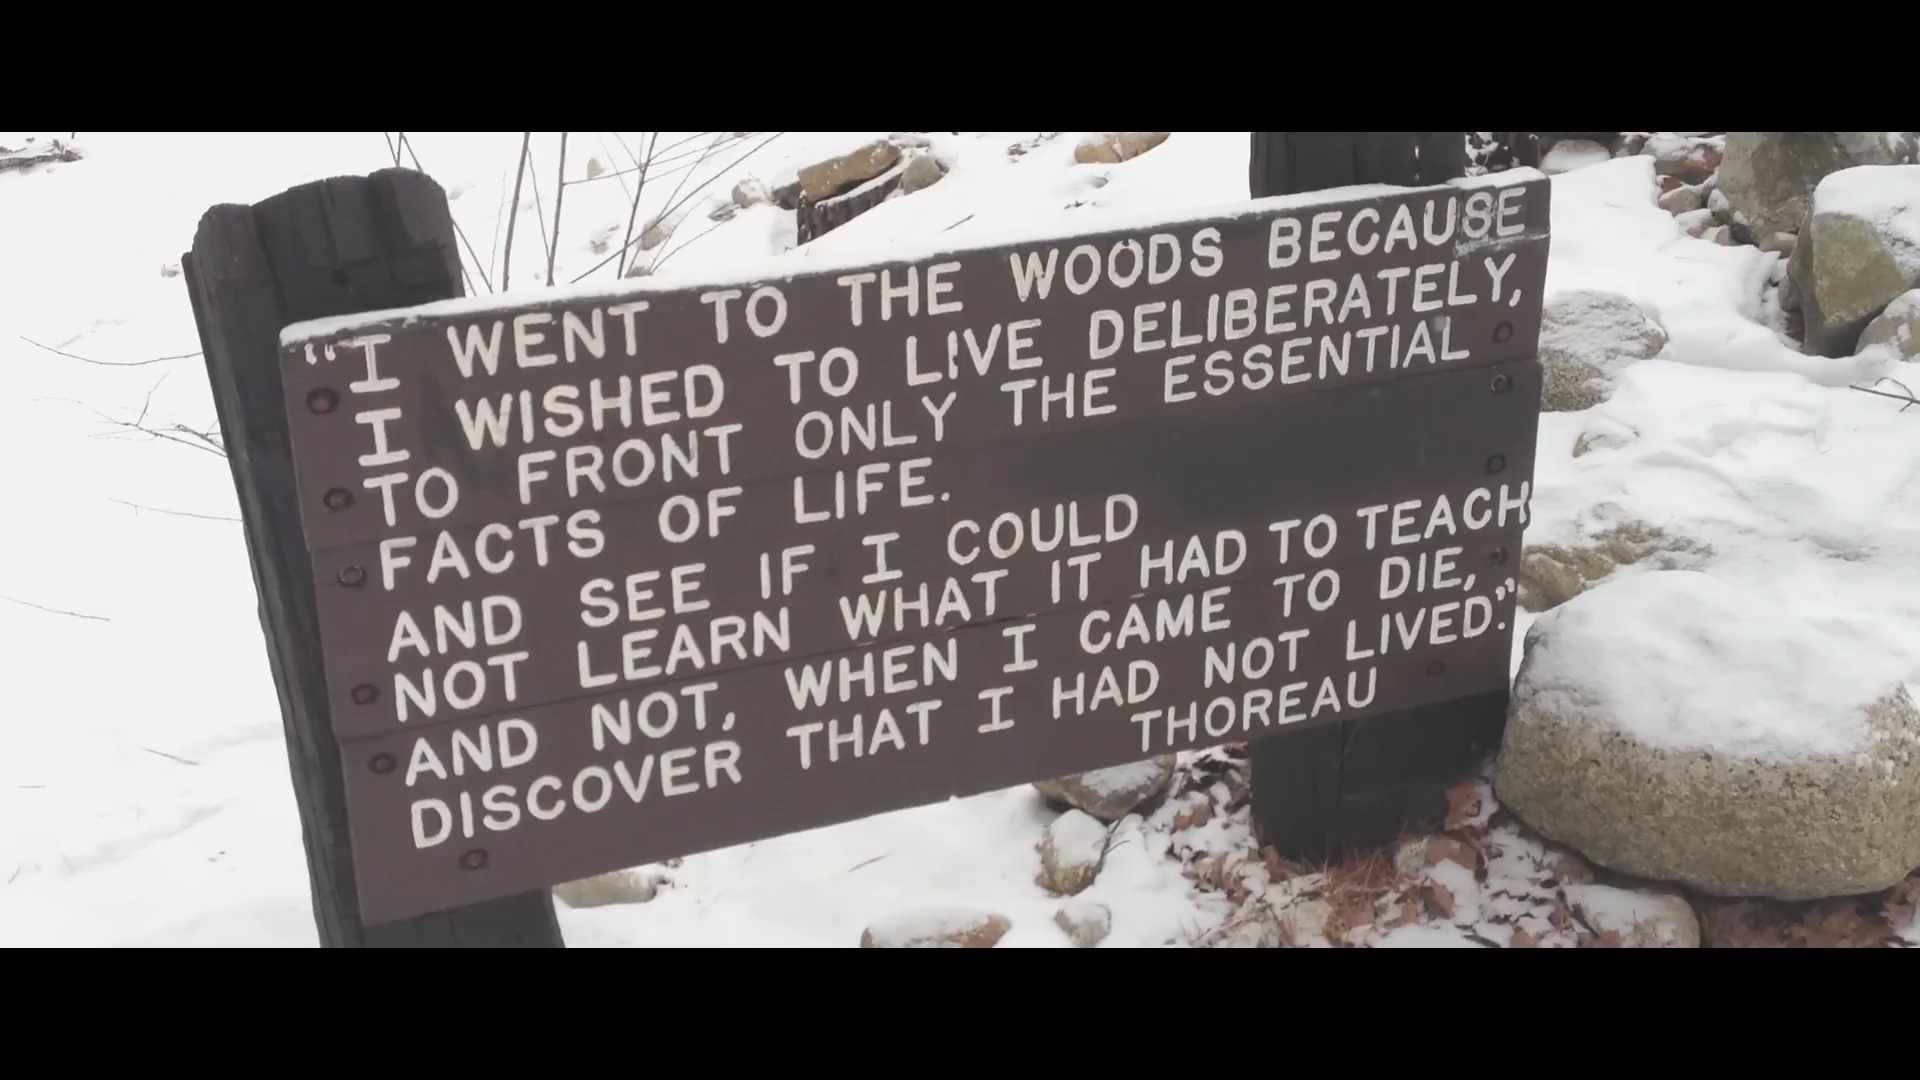 “I WENT TO THE WOODS BECAUSE
I WISHED TO LIVE DELIBERATELY,
TO FRONT ONLY THE ESSENTIAL
FACTS OF LIFE.
AND SEE IF I COULD
NOT LEARN WHAT IT HAD TO TEACH
AND NOT, WHEN I CAME TO DIE,
DISCOVER THAT I HAD NOT LIVED.”
THOREAU